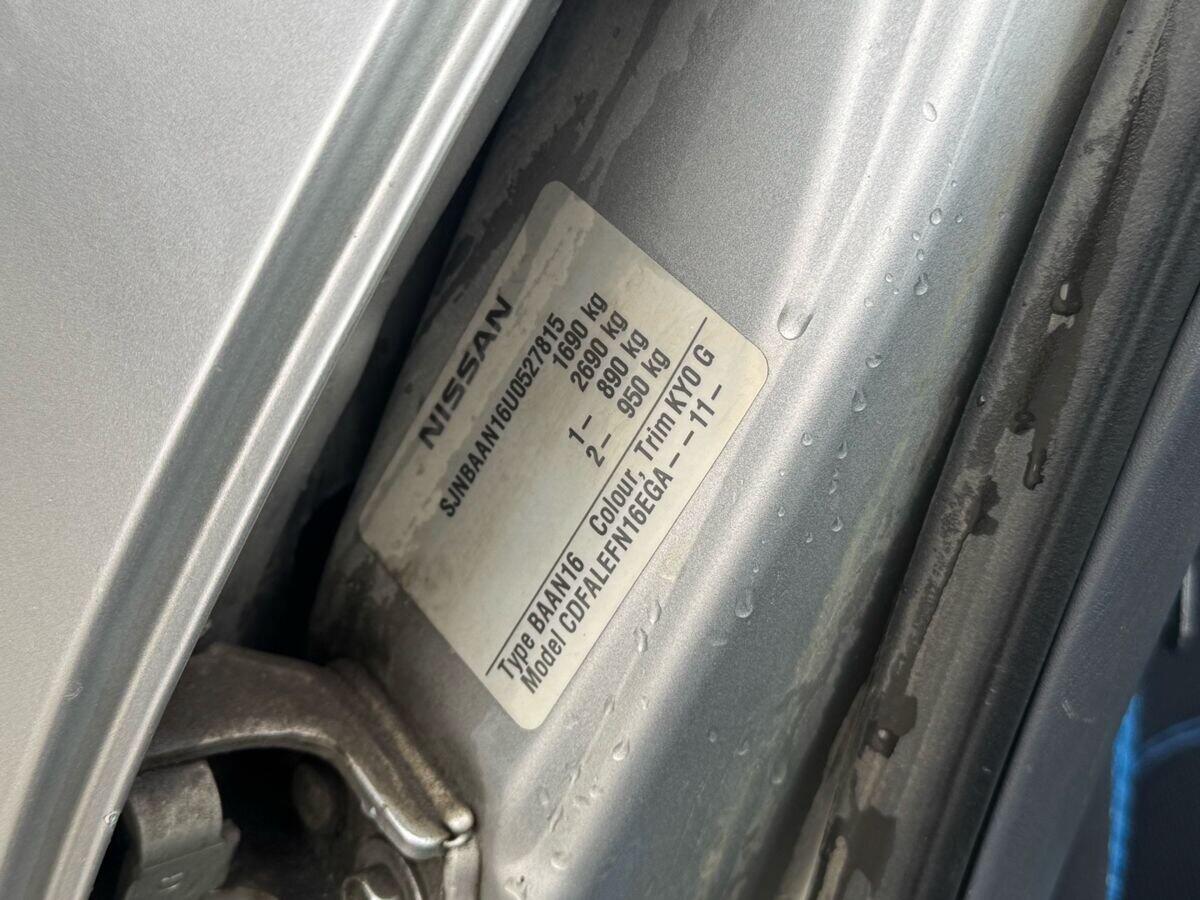 NISSAN
SJNBAAN16U0527815
1690 kg
2690 kg
1– 890 kg
2– 950 kg
Type BAAN16 Colour, Trim KY0 G
Model CDFALEFN16EGA – – 11 –